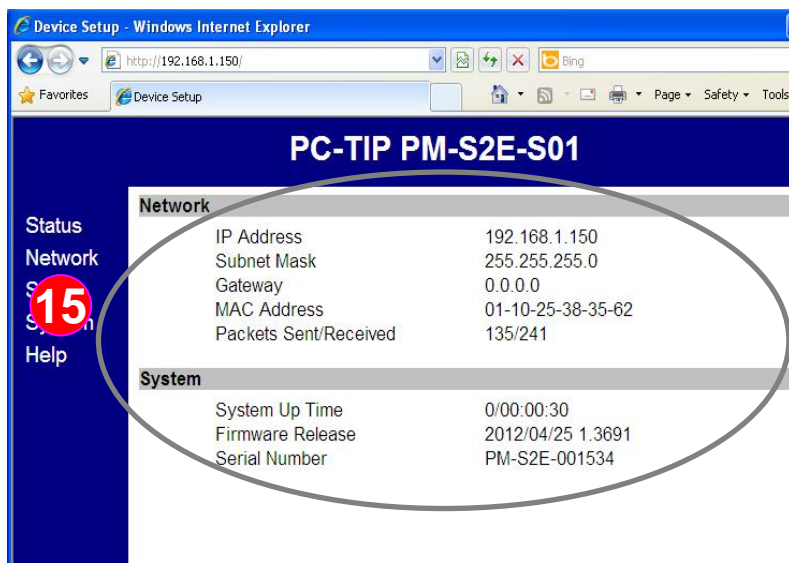 Device Setup - Windows Internet Explorer
http://192.168.1.150/
Bing
Favorites
Device Setup
Page
Safety
Tools
PC-TIP PM-S2E-S01
Status
Network
15
Help
Network
IP Address 192.168.1.150
Subnet Mask 255.255.255.0
Gateway 0.0.0.0
MAC Address 01-10-25-38-35-62
Packets Sent/Received 135/241
System
System Up Time 0/00:00:30
Firmware Release 2012/04/25 1.3691
Serial Number PM-S2E-001534